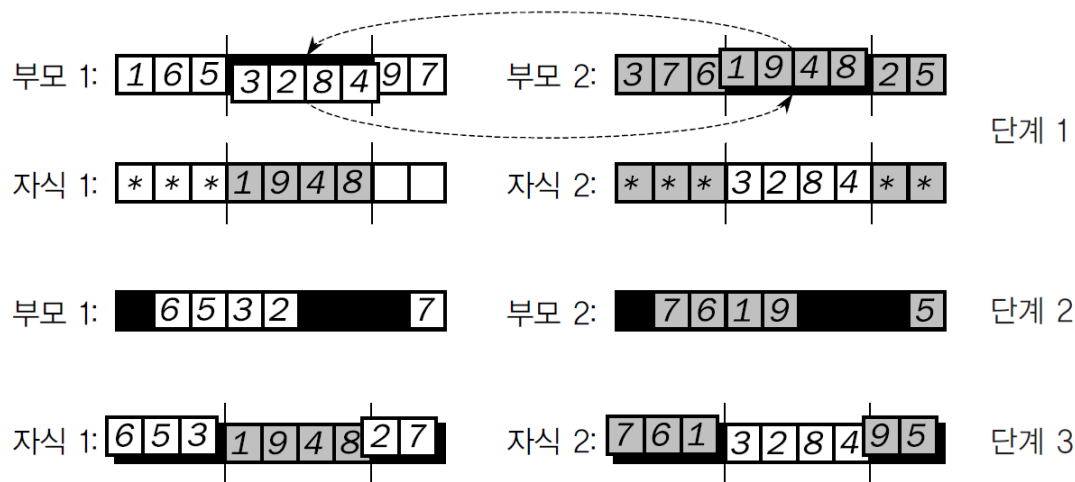 부모 1: 1 6 5 3 2 8 4 9 7 부모 2: 3 7 6 1 9 4 8 2 5
단계 1
자식 1: * * * 1 9 4 8 자식 2: * * * 3 2 8 4 * *
부모 1: 6 5 3 2 7 부모 2: 7 6 1 9 5 단계 2
자식 1: 6 5 3 1 9 4 8 2 7 자식 2: 7 6 1 3 2 8 4 9 5 단계 3